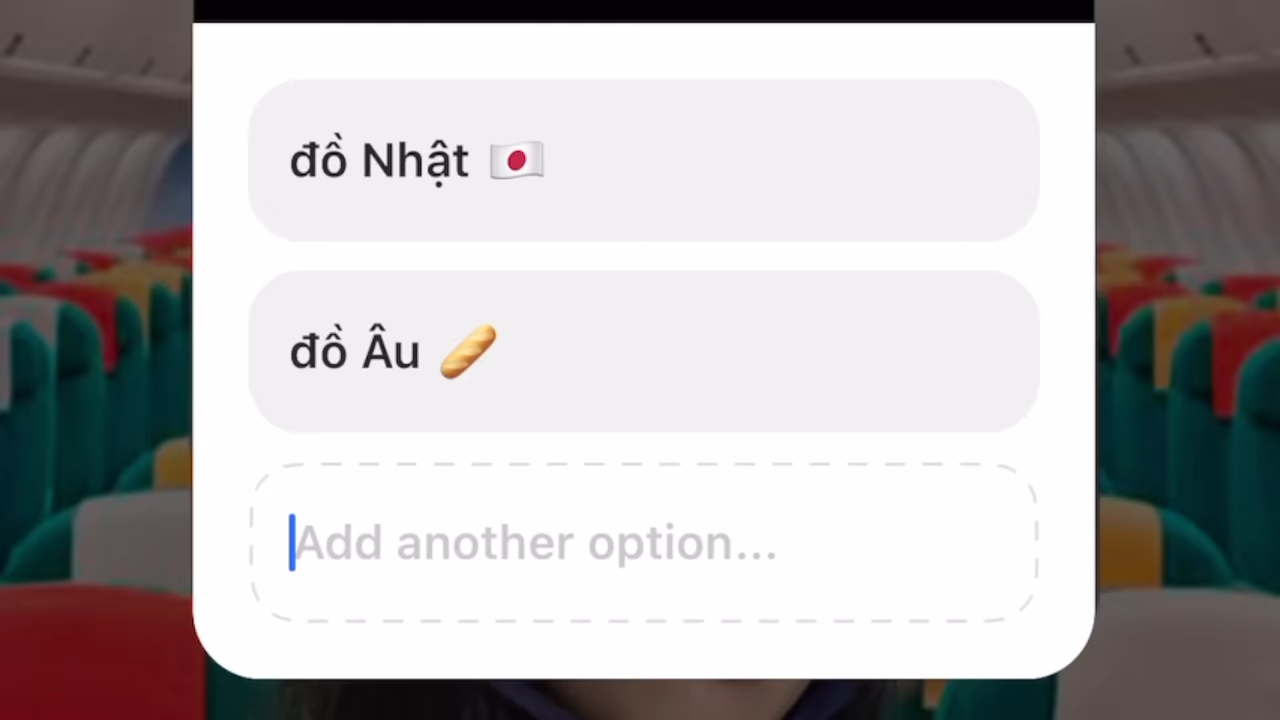 đồ Nhật 🇯🇵
đồ Âu 🥖
Add another option...